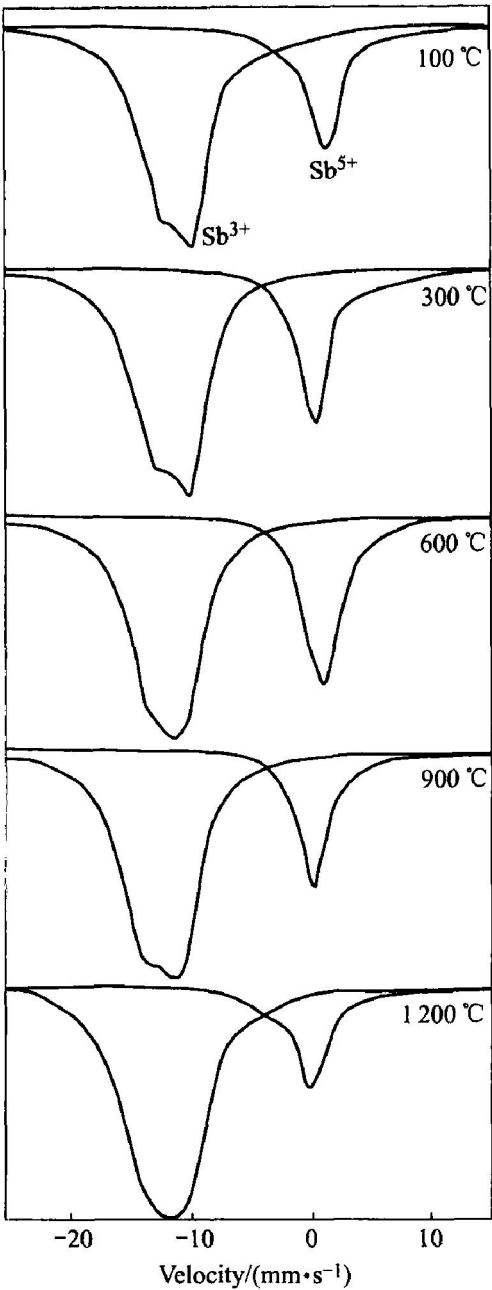 100 ℃
Sb⁵⁺
Sb³⁺
300 ℃
600 ℃
900 ℃
1 200 ℃
−20 −10 0 10
Velocity/(mm·s⁻¹)